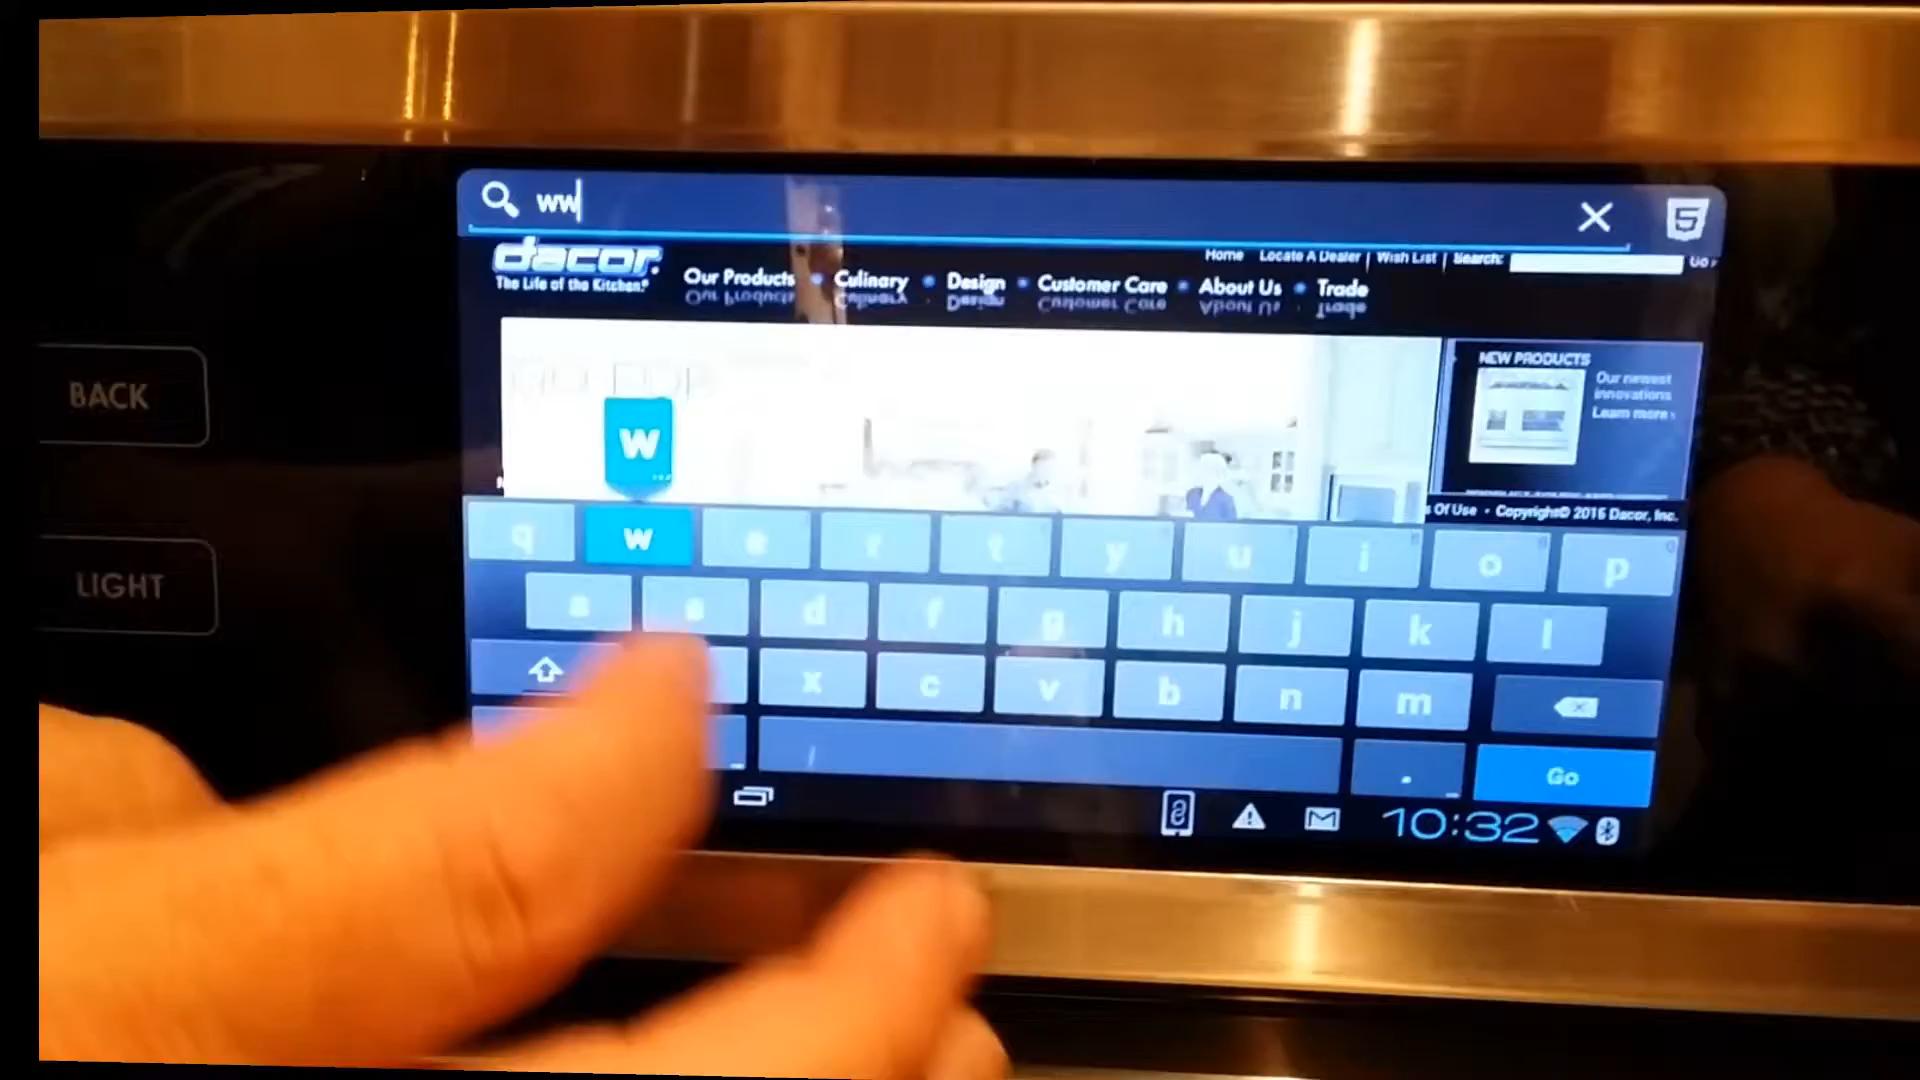 ww
5
dacor.
The Life of the Kitchen.®
Home Locate A Dealer Wish List Search: Go
Our Products Culinary Design Customer Care About Us Trade
NEW PRODUCTS
Our newest
innovations
Learn more
w
Of Use • Copyright© 2015 Dacor, Inc.
q w e r t y u i o p
a s d f g h j k l
x c v b n m
. Go
10:32
BACK
LIGHT